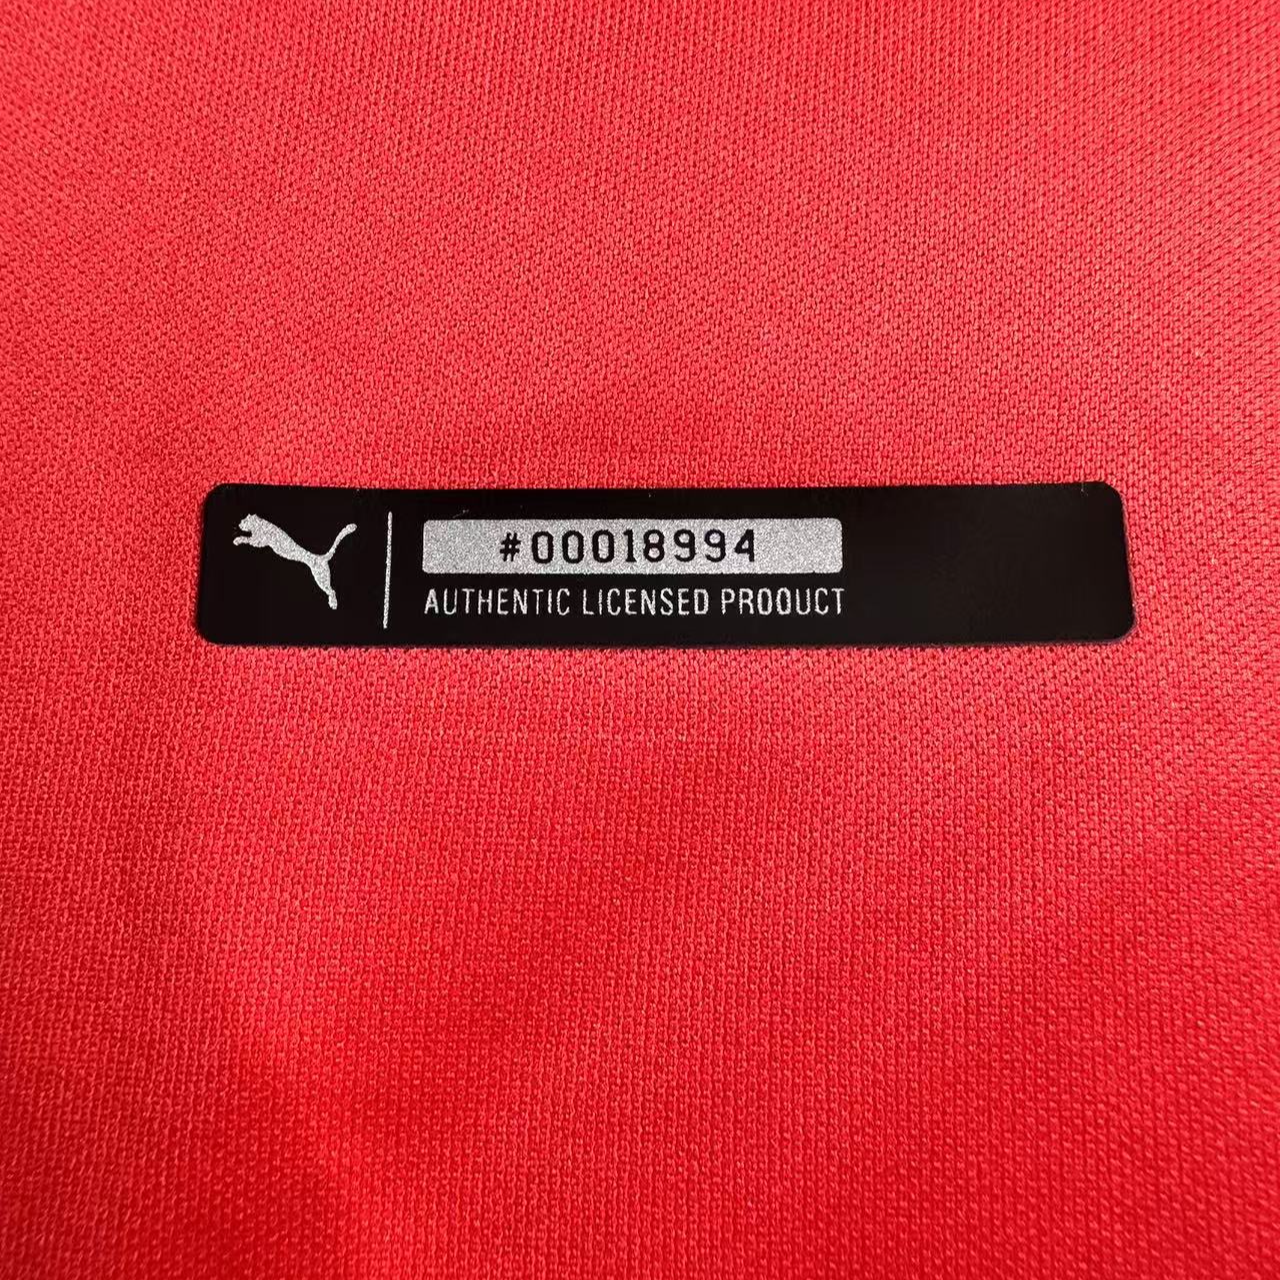 #00018994
AUTHENTIC LICENSED PROOUCT